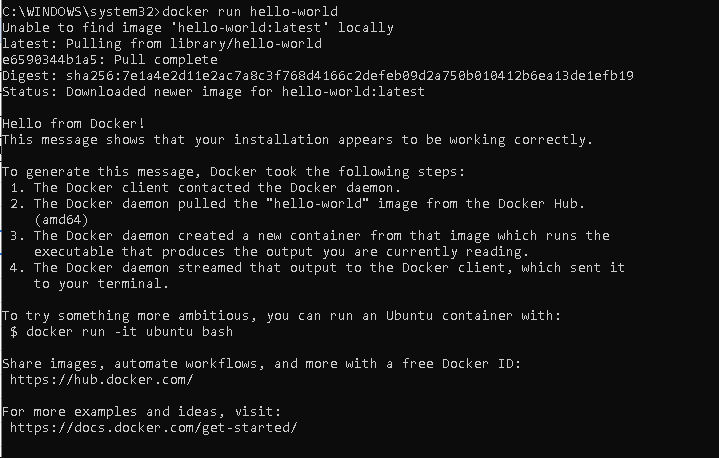 C:\WINDOWS\system32>docker run hello-world
Unable to find image 'hello-world:latest' locally
latest: Pulling from library/hello-world
e6590344b1a5: Pull complete
Digest: sha256:7e1a4e2d11e2ac7a8c3f768d4166c2defeb09d2a750b010412b6ea13de1efb19
Status: Downloaded newer image for hello-world:latest

Hello from Docker!
This message shows that your installation appears to be working correctly.

To generate this message, Docker took the following steps:
 1. The Docker client contacted the Docker daemon.
 2. The Docker daemon pulled the "hello-world" image from the Docker Hub.
    (amd64)
 3. The Docker daemon created a new container from that image which runs the
    executable that produces the output you are currently reading.
 4. The Docker daemon streamed that output to the Docker client, which sent it
    to your terminal.

To try something more ambitious, you can run an Ubuntu container with:
 $ docker run -it ubuntu bash

Share images, automate workflows, and more with a free Docker ID:
 https://hub.docker.com/

For more examples and ideas, visit:
 https://docs.docker.com/get-started/